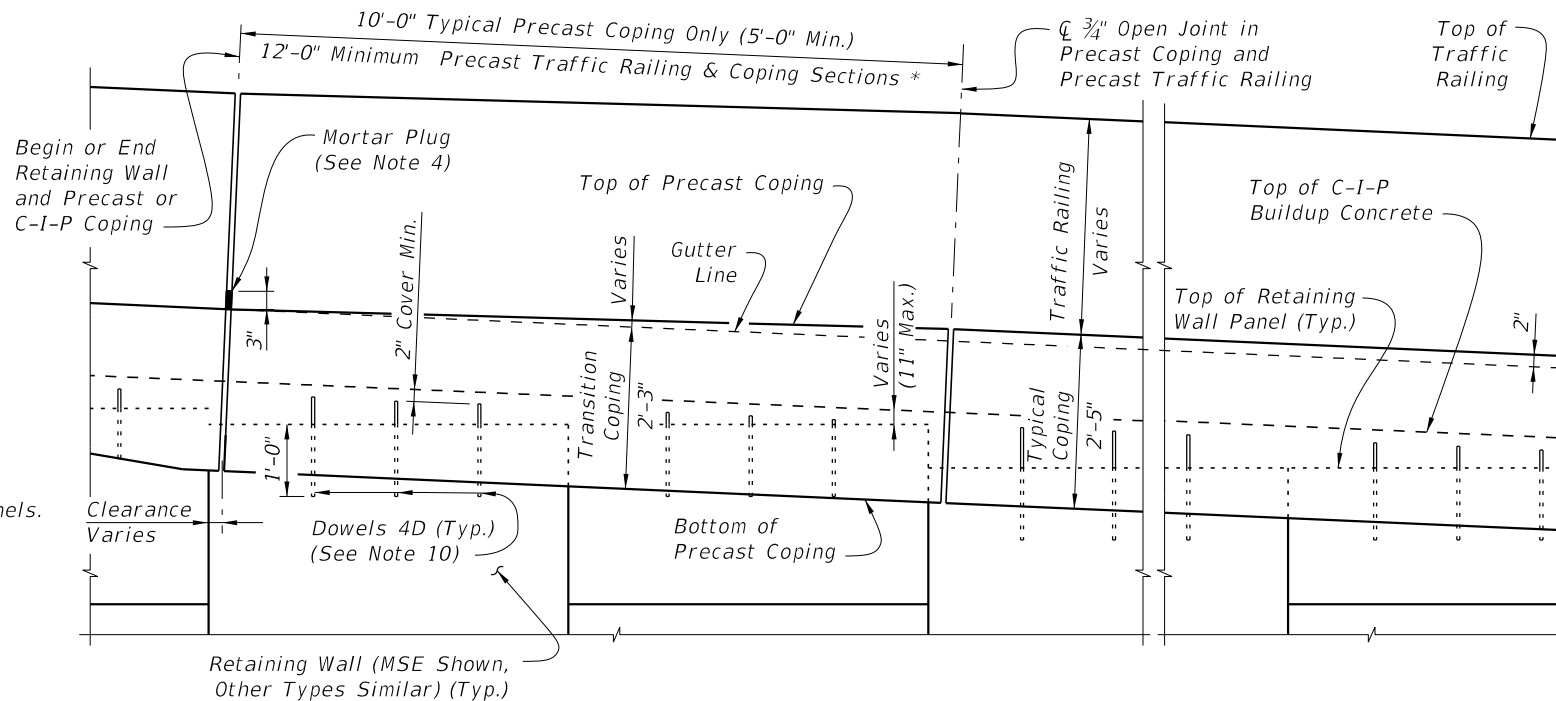 10'-0" Typical Precast Coping Only (5'-0" Min.)
12'-0" Minimum Precast Traffic Railing & Coping Sections *
℄ ¾" Open Joint in
Precast Coping and
Precast Traffic Railing
Top of
Traffic
Railing
Begin or End
Retaining Wall
and Precast or
C-I-P Coping
Mortar Plug
(See Note 4)
Top of Precast Coping
Gutter
Line
Traffic Railing
Varies
Top of C-I-P
Buildup Concrete
Top of Retaining
Wall Panel (Typ.)
3"
2" Cover Min.
Varies
Transition
Coping
2'-3"
Varies
(11" Max.)
Typical
Coping
2'-5"
2"
1'-0"
nels.
Clearance
Varies
Dowels 4D (Typ.)
(See Note 10)
Bottom of
Precast Coping
Retaining Wall (MSE Shown,
Other Types Similar) (Typ.)